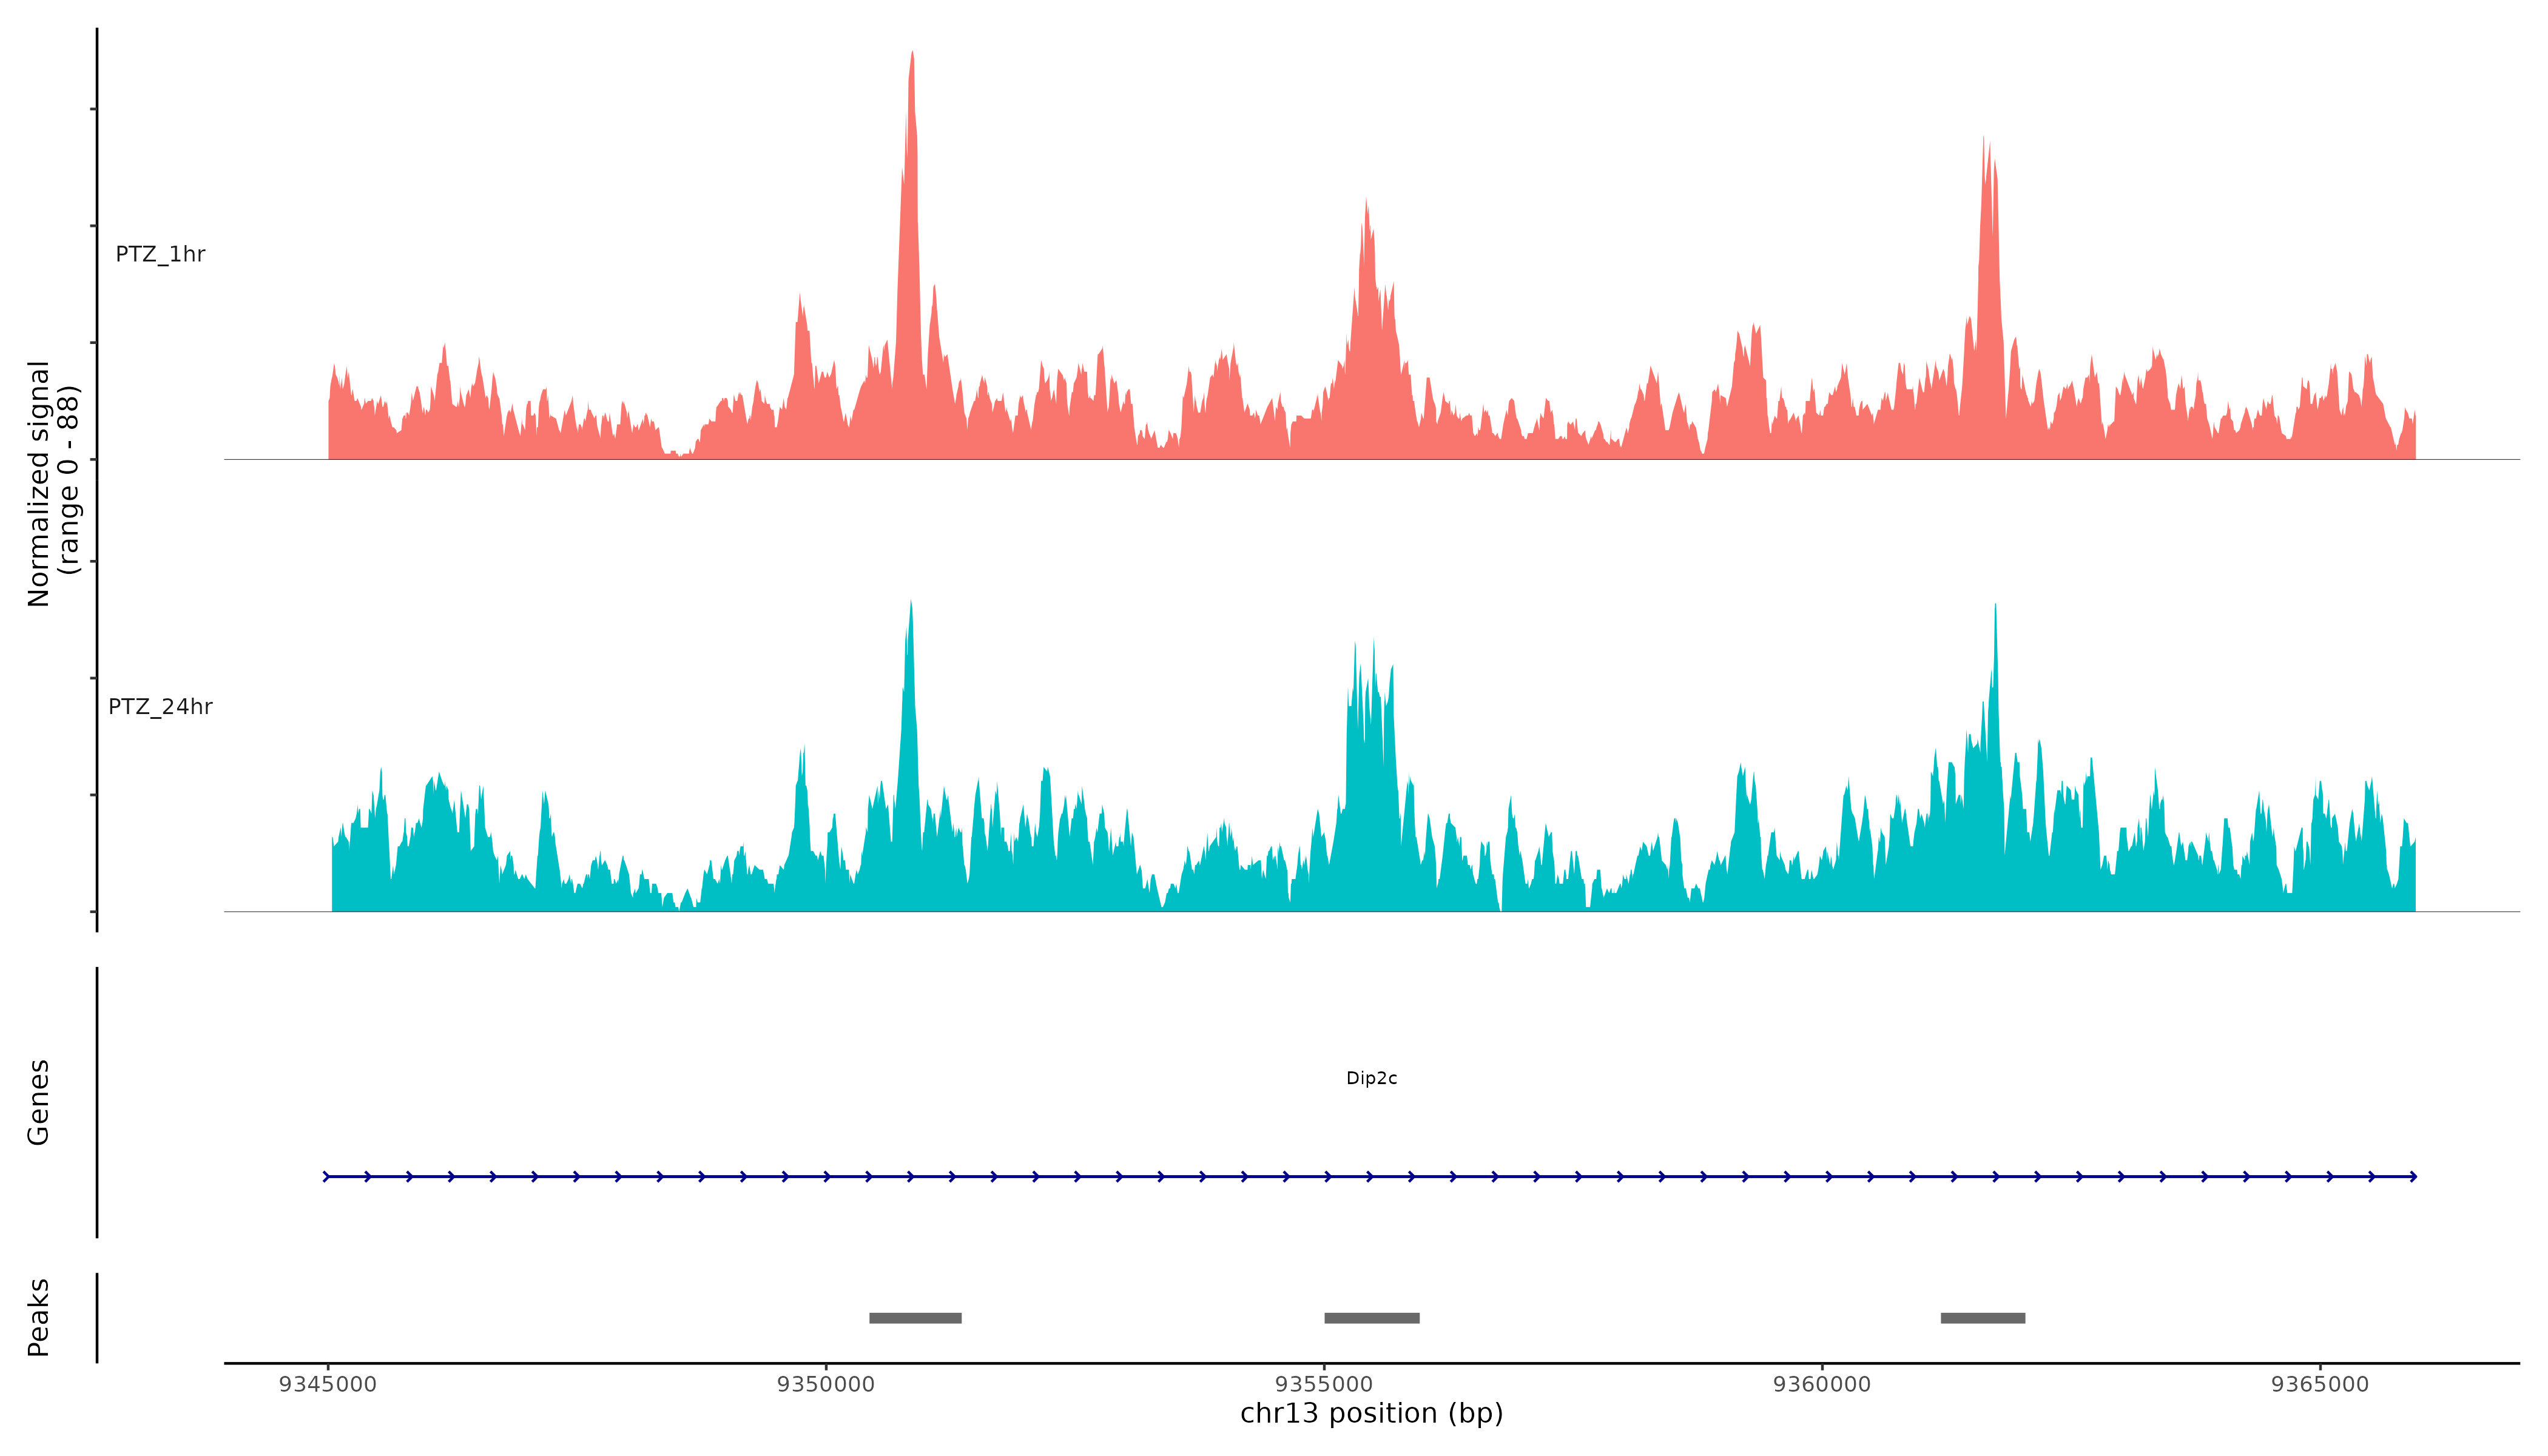 Normalized signal
(range 0 - 88)
PTZ_1hr
PTZ_24hr
Genes
Dip2c
Peaks
9345000 9350000 9355000 9360000 9365000
chr13 position (bp)